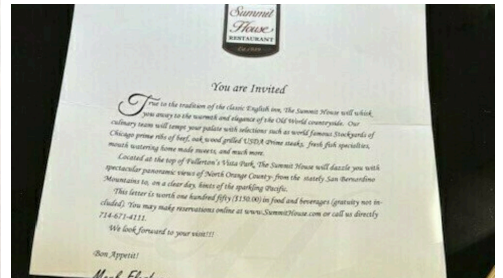 Summit
House
RESTAURANT
You are Invited
True to the tradition of the classic English inn, The Summit House will whisk
you away to the warmth and elegance of the Old World countryside. Our
culinary team will tempt your palate with selections such as world famous Stockyards of
Chicago prime ribs of beef, oak wood grilled USDA Prime steaks, fresh fish specialties,
mouth watering home made sweets, and much more.
Located at the top of Fullerton's Vista Park, The Summit House will dazzle you with
spectacular panoramic views of North Orange County- from the stately San Bernardino
Mountains to, on a clear day, hints of the sparkling Pacific.
This letter is worth one hundred fifty ($150.00) in food and beverages (gratuity not in-
cluded). You may make reservations online at www.SummitHouse.com or call us directly
714-671-4111.
We look forward to your visit!!!
Bon Appetit!